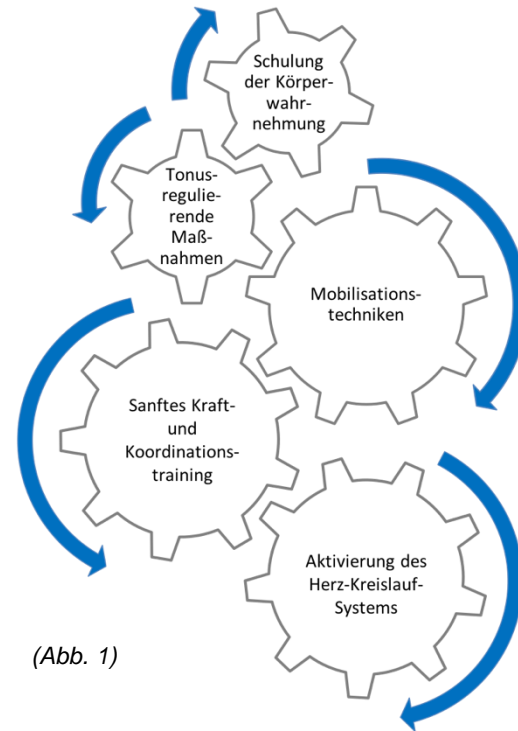 Schulung
der Körper-
wahr-
nehmung
Tonus-
regulie-
rende
Maß-
nahmen
Mobilisations-
techniken
Sanftes Kraft-
und
Koordinations-
training
Aktivierung des
Herz-Kreislauf-
Systems
(Abb. 1)